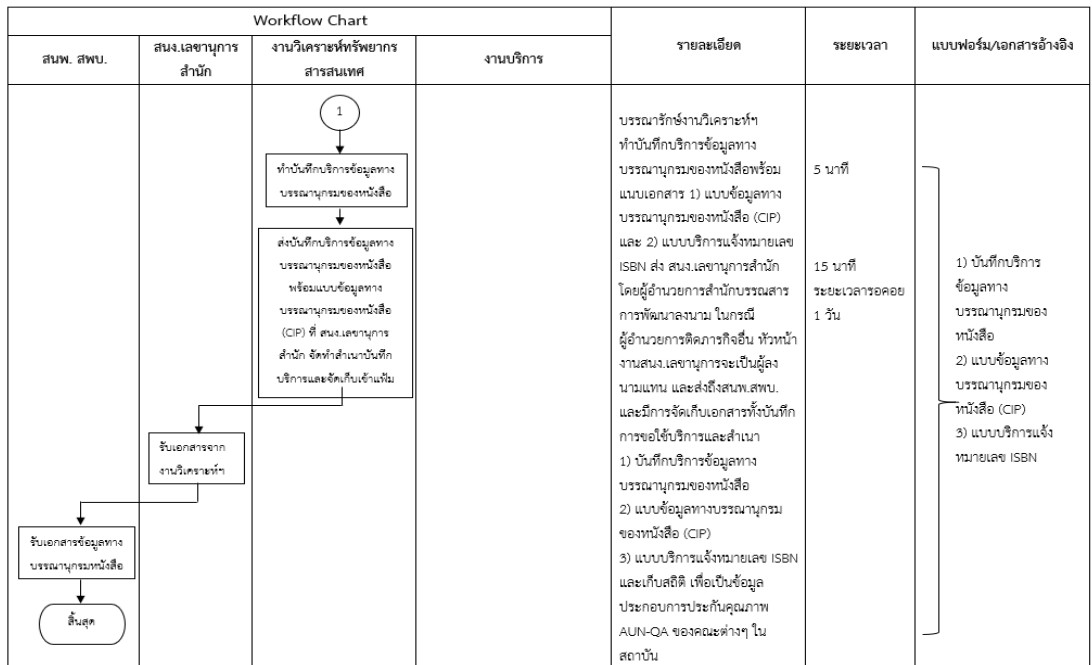 Workflow Chart
สนพ. สพบ.
สนง.เลขานุการ
สำนัก
งานวิเคราะห์ทรัพยากร
สารสนเทศ
งานบริการ
รายละเอียด
ระยะเวลา
แบบฟอร์ม/เอกสารอ้างอิง
1
ทำบันทึกบริการข้อมูลทาง
บรรณานุกรมของหนังสือ
ส่งบันทึกบริการข้อมูลทาง
บรรณานุกรมของหนังสือ
พร้อมแบบข้อมูลทาง
บรรณานุกรมของหนังสือ
(CIP) ที่ สนง.เลขานุการ
สำนัก จัดทำสำเนาบันทึก
บริการและจัดเก็บเข้าแฟ้ม
รับเอกสารจาก
งานวิเคราะห์ฯ
รับเอกสารข้อมูลทาง
บรรณานุกรมหนังสือ
สิ้นสุด
บรรณารักษ์งานวิเคราะห์ฯ
ทำบันทึกบริการข้อมูลทาง
บรรณานุกรมของหนังสือพร้อม
แนบเอกสาร 1) แบบข้อมูลทาง
บรรณานุกรมของหนังสือ (CIP)
และ 2) แบบบริการแจ้งหมายเลข
ISBN ส่ง สนง.เลขานุการสำนัก
โดยผู้อำนวยการสำนักบรรณสาร
การพัฒนาลงนาม ในกรณี
ผู้อำนวยการติดภารกิจอื่น หัวหน้า
งานสนง.เลขานุการจะเป็นผู้ลง
นามแทน และส่งถึงสนพ.สพบ.
และมีการจัดเก็บเอกสารทั้งบันทึก
การขอใช้บริการและสำเนา
1) บันทึกบริการข้อมูลทาง
บรรณานุกรมของหนังสือ
2) แบบข้อมูลทางบรรณานุกรม
ของหนังสือ (CIP)
3) แบบบริการแจ้งหมายเลข ISBN
และเก็บสถิติ เพื่อเป็นข้อมูล
ประกอบการประกันคุณภาพ
AUN-QA ของคณะต่างๆ ใน
สถาบัน
5 นาที
15 นาที
ระยะเวลารอคอย
1 วัน
1) บันทึกบริการ
ข้อมูลทาง
บรรณานุกรมของ
หนังสือ
2) แบบข้อมูลทาง
บรรณานุกรมของ
หนังสือ (CIP)
3) แบบบริการแจ้ง
หมายเลข ISBN